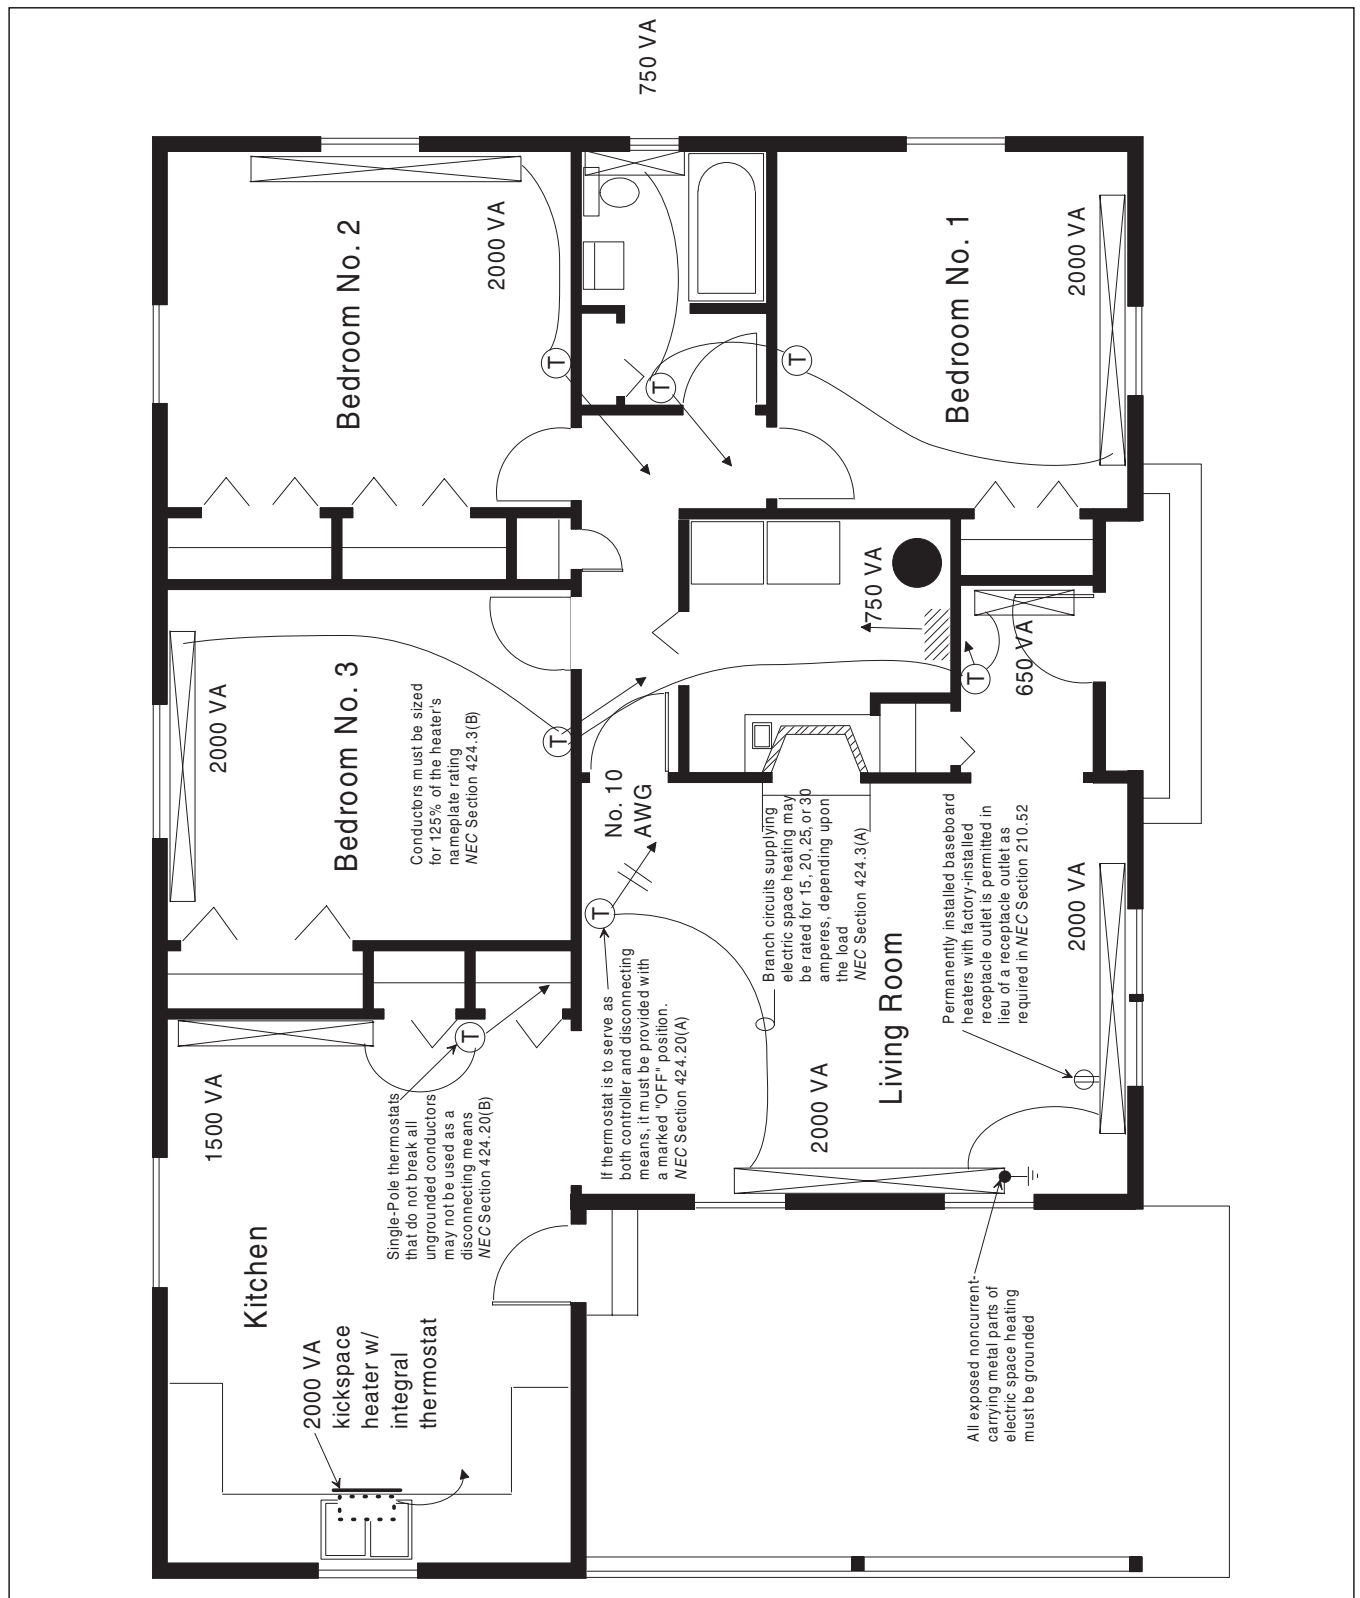 750 VA
Bedroom No. 2
2000 VA
Bedroom No. 1
2000 VA
T
T
T
Bedroom No. 3
2000 VA
Conductors must be sized
for 125% of the heater's
nameplate rating
NEC Section 424.3(B)
T
750 VA
T
650 VA
No. 10
AWG
T
Branch circuits supplying
electric space heating may
be rated for 15, 20, 25, or 30
amperes, depending upon
the load
NEC Section 424.3(A)
Permanently installed baseboard
heaters with factory-installed
receptacle outlet is permitted in
lieu of a receptacle outlet as
required in NEC Section 210.52
2000 VA
Living Room
2000 VA
If thermostat is to serve as
both controller and disconnecting
means, it must be provided with
a marked "OFF" position.
NEC Section 424.20(A)
T
1500 VA
Single-Pole thermostats
that do not break all
ungrounded conductors
may not be used as a
disconnecting means
NEC Section 424.20(B)
Kitchen
2000 VA
kickspace
heater w/
integral
thermostat
All exposed noncurrent-
carrying metal parts of
electric space heating
must be grounded